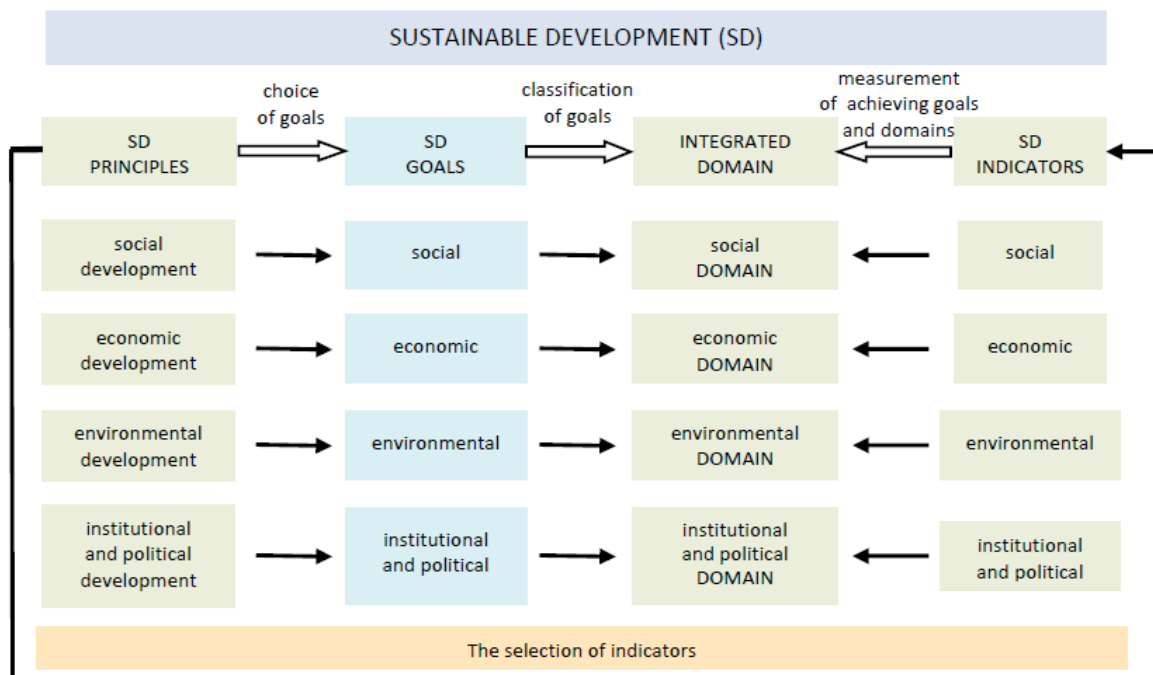 SUSTAINABLE DEVELOPMENT (SD)
choice
of goals
classification
of goals
measurement
of achieving goals
and domains
SD
PRINCIPLES
SD
GOALS
INTEGRATED
DOMAIN
SD
INDICATORS
social
development
social
social
DOMAIN
social
economic
development
economic
economic
DOMAIN
economic
environmental
development
environmental
environmental
DOMAIN
environmental
institutional
and political
development
institutional
and political
institutional
and political
DOMAIN
institutional
and political
The selection of indicators